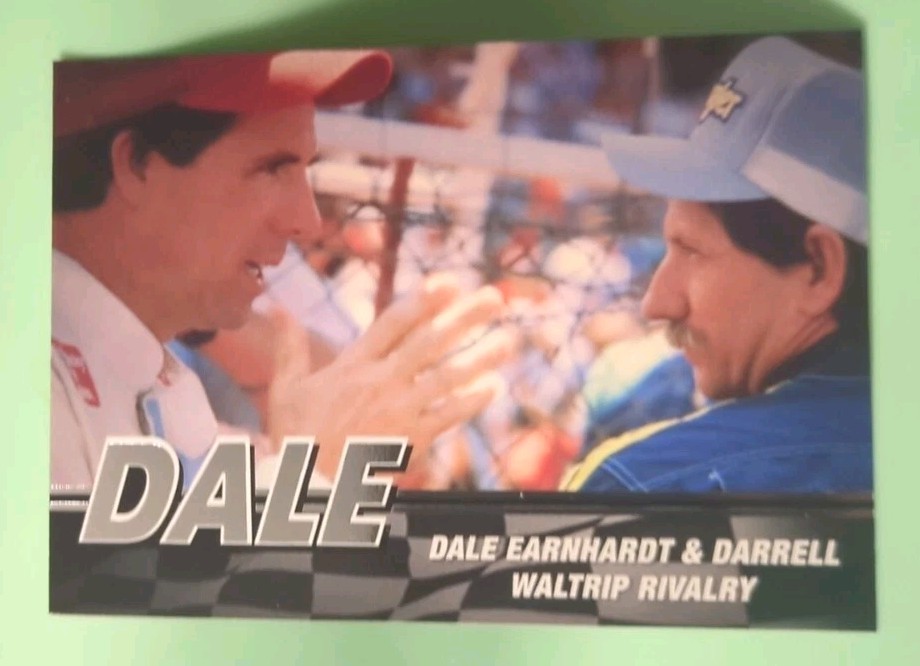 DALE
DALE EARNHARDT & DARRELL
WALTRIP RIVALRY